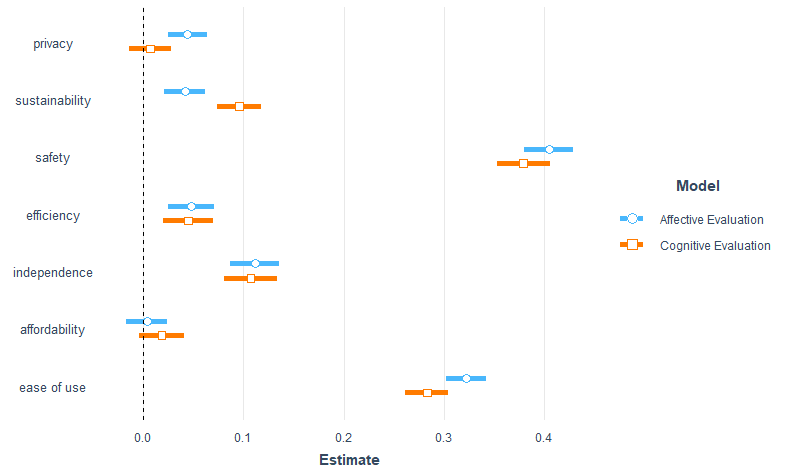 privacy
sustainability
safety
efficiency
independence
affordability
ease of use
0.0 0.1 0.2 0.3 0.4
Estimate
Model
Affective Evaluation
Cognitive Evaluation